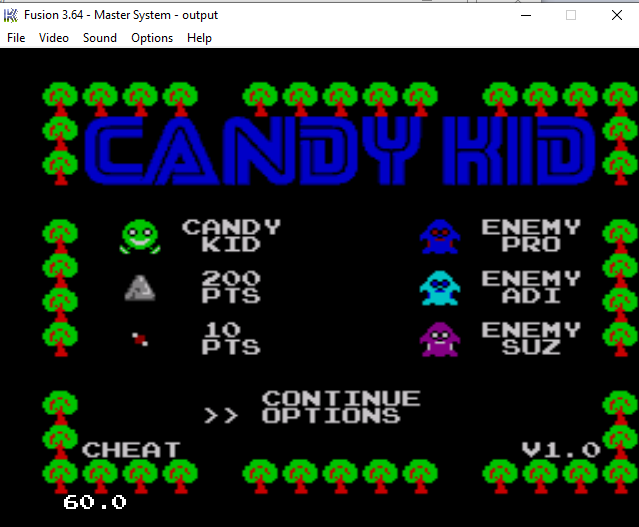 Fusion 3.64 - Master System - output
File Video Sound Options Help
CANDY KID
CANDY
KID
ENEMY
PRO
200
PTS
ENEMY
ADI
10
PTS
ENEMY
SUZ
CONTINUE
>> OPTIONS
CHEAT
V1.0
60.0